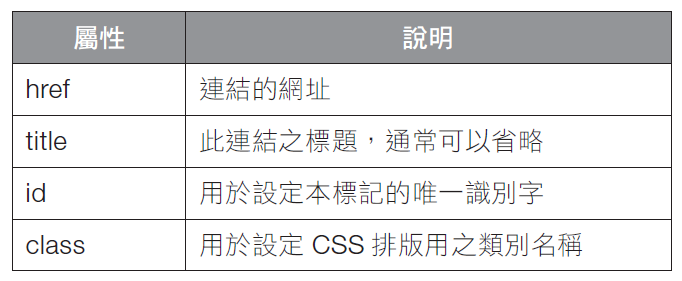 屬性 說明
href 連結的網址
title 此連結之標題，通常可以省略
id 用於設定本標記的唯一識別字
class 用於設定 CSS 排版用之類別名稱